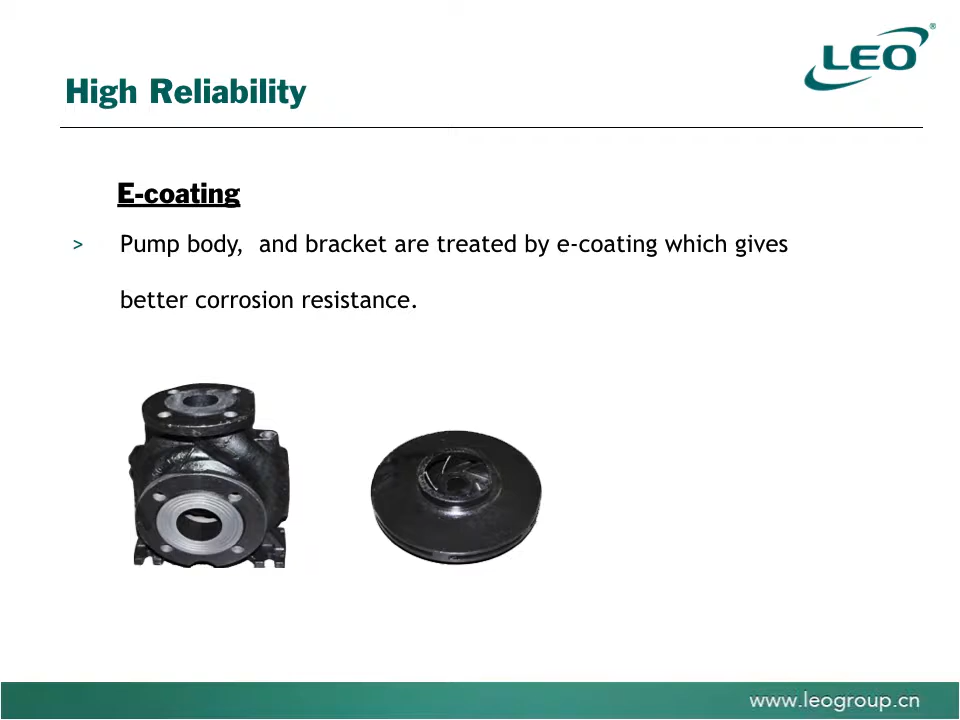 LEO®
High Reliability
E-coating
> Pump body,  and bracket are treated by e-coating which gives
better corrosion resistance.
www.leogroup.cn